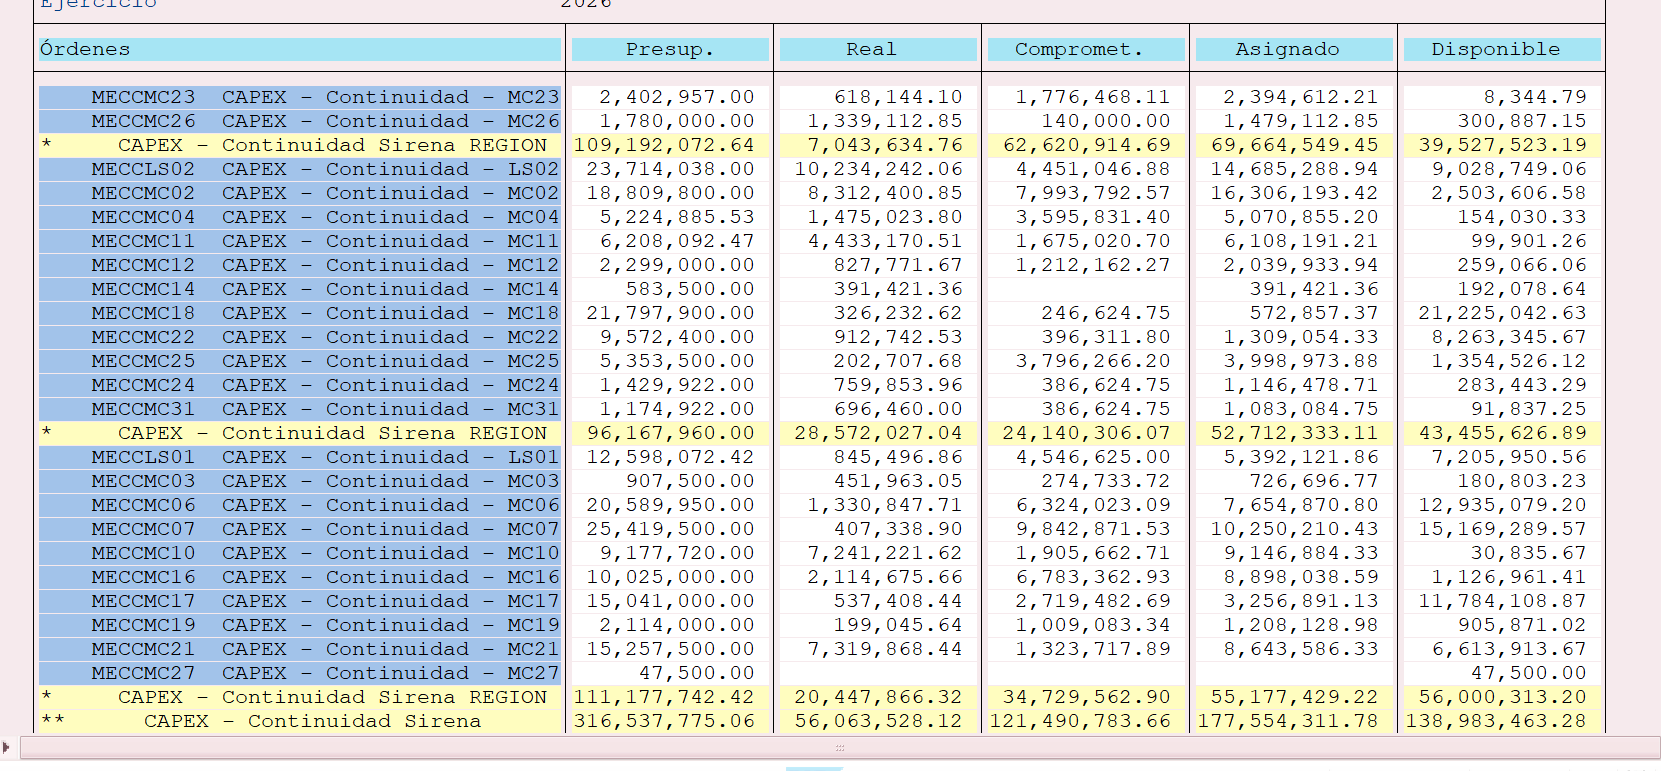 Ejercicio 2026
Órdenes Presup. Real Compromet. Asignado Disponible
MECCMC23 CAPEX - Continuidad - MC23 2,402,957.00 618,144.10 1,776,468.11 2,394,612.21 8,344.79
MECCMC26 CAPEX - Continuidad - MC26 1,780,000.00 1,339,112.85 140,000.00 1,479,112.85 300,887.15
* CAPEX - Continuidad Sirena REGION 109,192,072.64 7,043,634.76 62,620,914.69 69,664,549.45 39,527,523.19
MECCLS02 CAPEX - Continuidad - LS02 23,714,038.00 10,234,242.06 4,451,046.88 14,685,288.94 9,028,749.06
MECCMC02 CAPEX - Continuidad - MC02 18,809,800.00 8,312,400.85 7,993,792.57 16,306,193.42 2,503,606.58
MECCMC04 CAPEX - Continuidad - MC04 5,224,885.53 1,475,023.80 3,595,831.40 5,070,855.20 154,030.33
MECCMC11 CAPEX - Continuidad - MC11 6,208,092.47 4,433,170.51 1,675,020.70 6,108,191.21 99,901.26
MECCMC12 CAPEX - Continuidad - MC12 2,299,000.00 827,771.67 1,212,162.27 2,039,933.94 259,066.06
MECCMC14 CAPEX - Continuidad - MC14 583,500.00 391,421.36 391,421.36 192,078.64
MECCMC18 CAPEX - Continuidad - MC18 21,797,900.00 326,232.62 246,624.75 572,857.37 21,225,042.63
MECCMC22 CAPEX - Continuidad - MC22 9,572,400.00 912,742.53 396,311.80 1,309,054.33 8,263,345.67
MECCMC25 CAPEX - Continuidad - MC25 5,353,500.00 202,707.68 3,796,266.20 3,998,973.88 1,354,526.12
MECCMC24 CAPEX - Continuidad - MC24 1,429,922.00 759,853.96 386,624.75 1,146,478.71 283,443.29
MECCMC31 CAPEX - Continuidad - MC31 1,174,922.00 696,460.00 386,624.75 1,083,084.75 91,837.25
* CAPEX - Continuidad Sirena REGION 96,167,960.00 28,572,027.04 24,140,306.07 52,712,333.11 43,455,626.89
MECCLS01 CAPEX - Continuidad - LS01 12,598,072.42 845,496.86 4,546,625.00 5,392,121.86 7,205,950.56
MECCMC03 CAPEX - Continuidad - MC03 907,500.00 451,963.05 274,733.72 726,696.77 180,803.23
MECCMC06 CAPEX - Continuidad - MC06 20,589,950.00 1,330,847.71 6,324,023.09 7,654,870.80 12,935,079.20
MECCMC07 CAPEX - Continuidad - MC07 25,419,500.00 407,338.90 9,842,871.53 10,250,210.43 15,169,289.57
MECCMC10 CAPEX - Continuidad - MC10 9,177,720.00 7,241,221.62 1,905,662.71 9,146,884.33 30,835.67
MECCMC16 CAPEX - Continuidad - MC16 10,025,000.00 2,114,675.66 6,783,362.93 8,898,038.59 1,126,961.41
MECCMC17 CAPEX - Continuidad - MC17 15,041,000.00 537,408.44 2,719,482.69 3,256,891.13 11,784,108.87
MECCMC19 CAPEX - Continuidad - MC19 2,114,000.00 199,045.64 1,009,083.34 1,208,128.98 905,871.02
MECCMC21 CAPEX - Continuidad - MC21 15,257,500.00 7,319,868.44 1,323,717.89 8,643,586.33 6,613,913.67
MECCMC27 CAPEX - Continuidad - MC27 47,500.00 47,500.00
* CAPEX - Continuidad Sirena REGION 111,177,742.42 20,447,866.32 34,729,562.90 55,177,429.22 56,000,313.20
** CAPEX - Continuidad Sirena 316,537,775.06 56,063,528.12 121,490,783.66 177,554,311.78 138,983,463.28